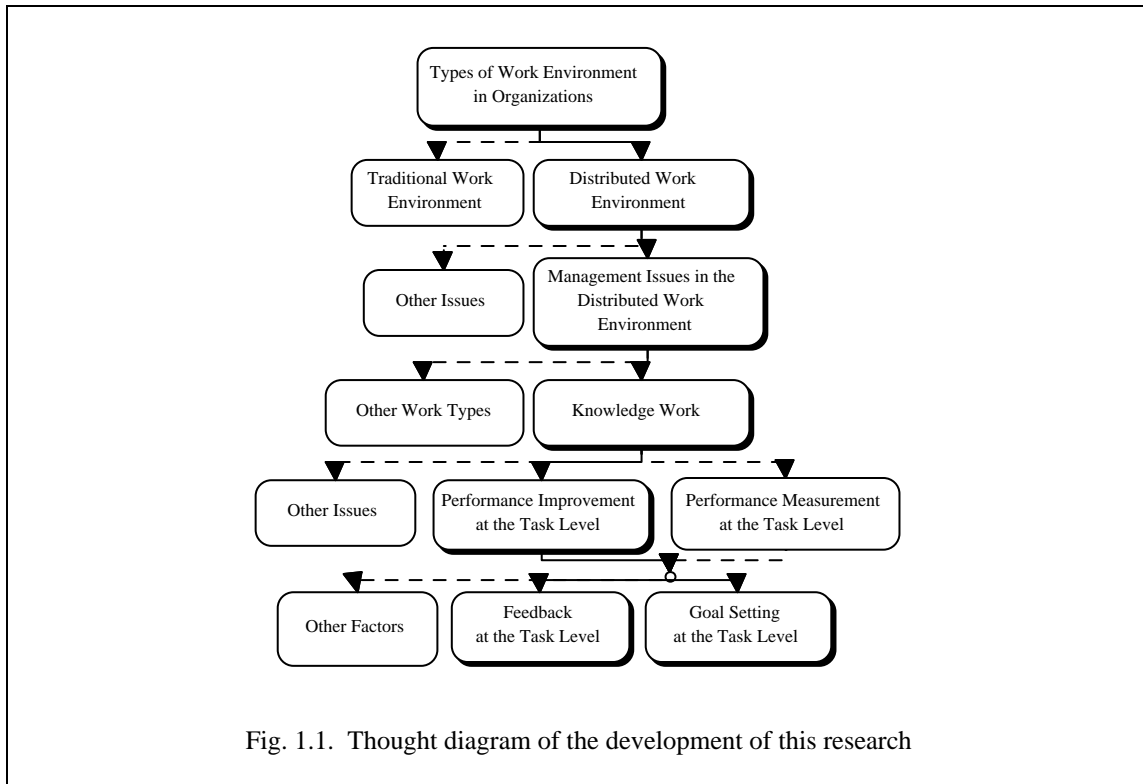 Types of Work Environment
in Organizations
Traditional Work
Environment
Distributed Work
Environment
Other Issues
Management Issues in the
Distributed Work
Environment
Other Work Types
Knowledge Work
Other Issues
Performance Improvement
at the Task Level
Performance Measurement
at the Task Level
Other Factors
Feedback
at the Task Level
Goal Setting
at the Task Level
Fig. 1.1. Thought diagram of the development of this research